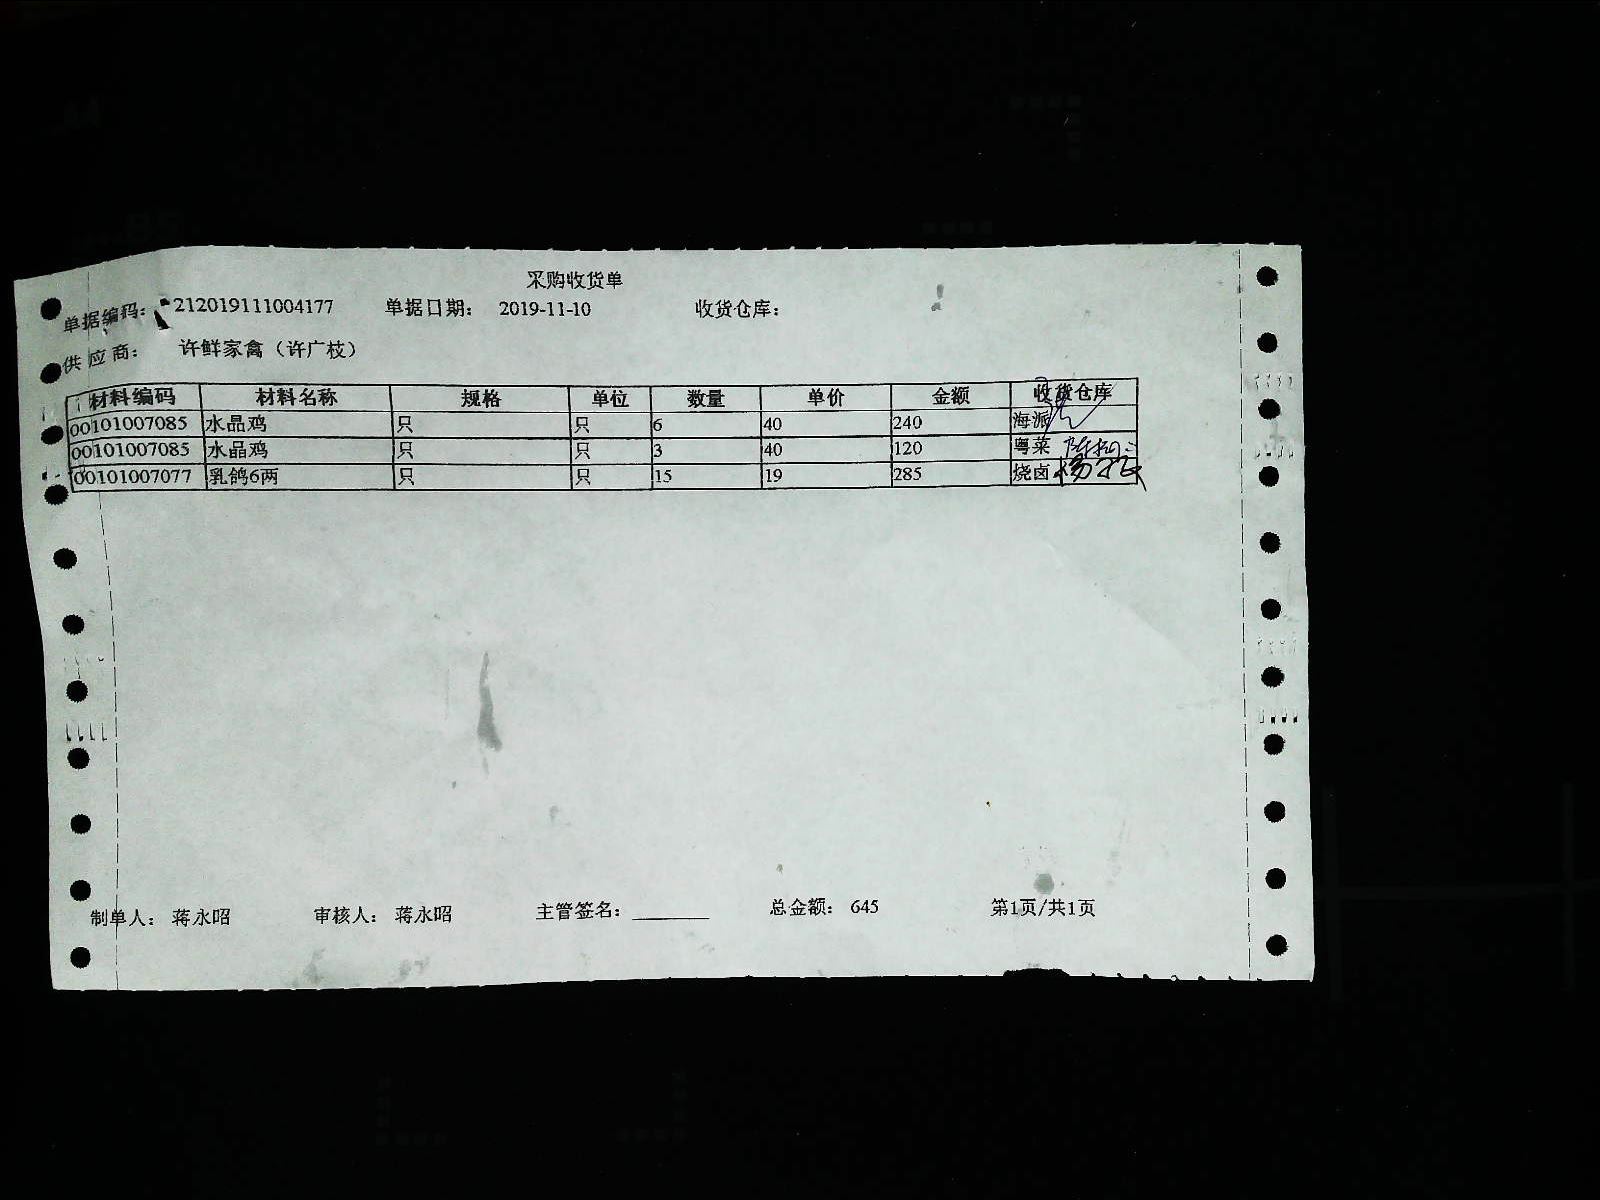 采购收货单
单据编码: 212019111004177 单据日期: 2019-11-10 收货仓库:
供应商: 许鲜家禽（许广枝）
材料编码 材料名称 规格 单位 数量 单价 金额 收货仓库
00101007085 水晶鸡 只 只 6 40 240 海派
00101007085 水晶鸡 只 只 3 40 120 粤菜
00101007077 乳鸽6两 只 只 15 19 285 烧卤
制单人: 蒋永昭 审核人: 蒋永昭 主管签名: 总金额: 645 第1页/共1页